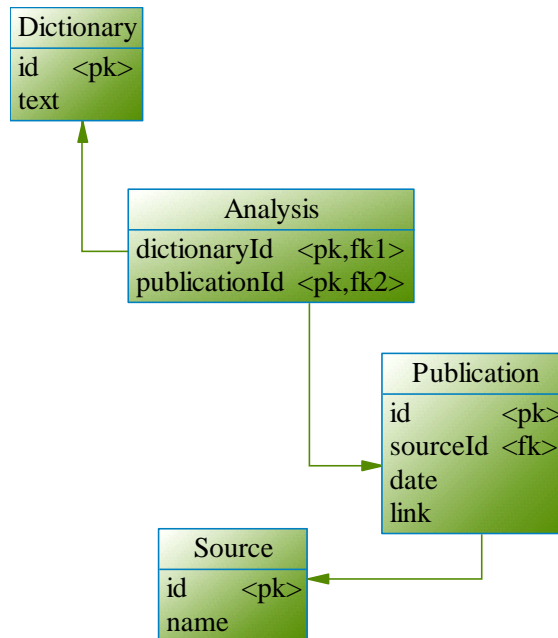 Dictionary
id <pk>
text
Analysis
dictionaryId <pk,fk1>
publicationId <pk,fk2>
Publication
id <pk>
sourceId <fk>
date
link
Source
id <pk>
name